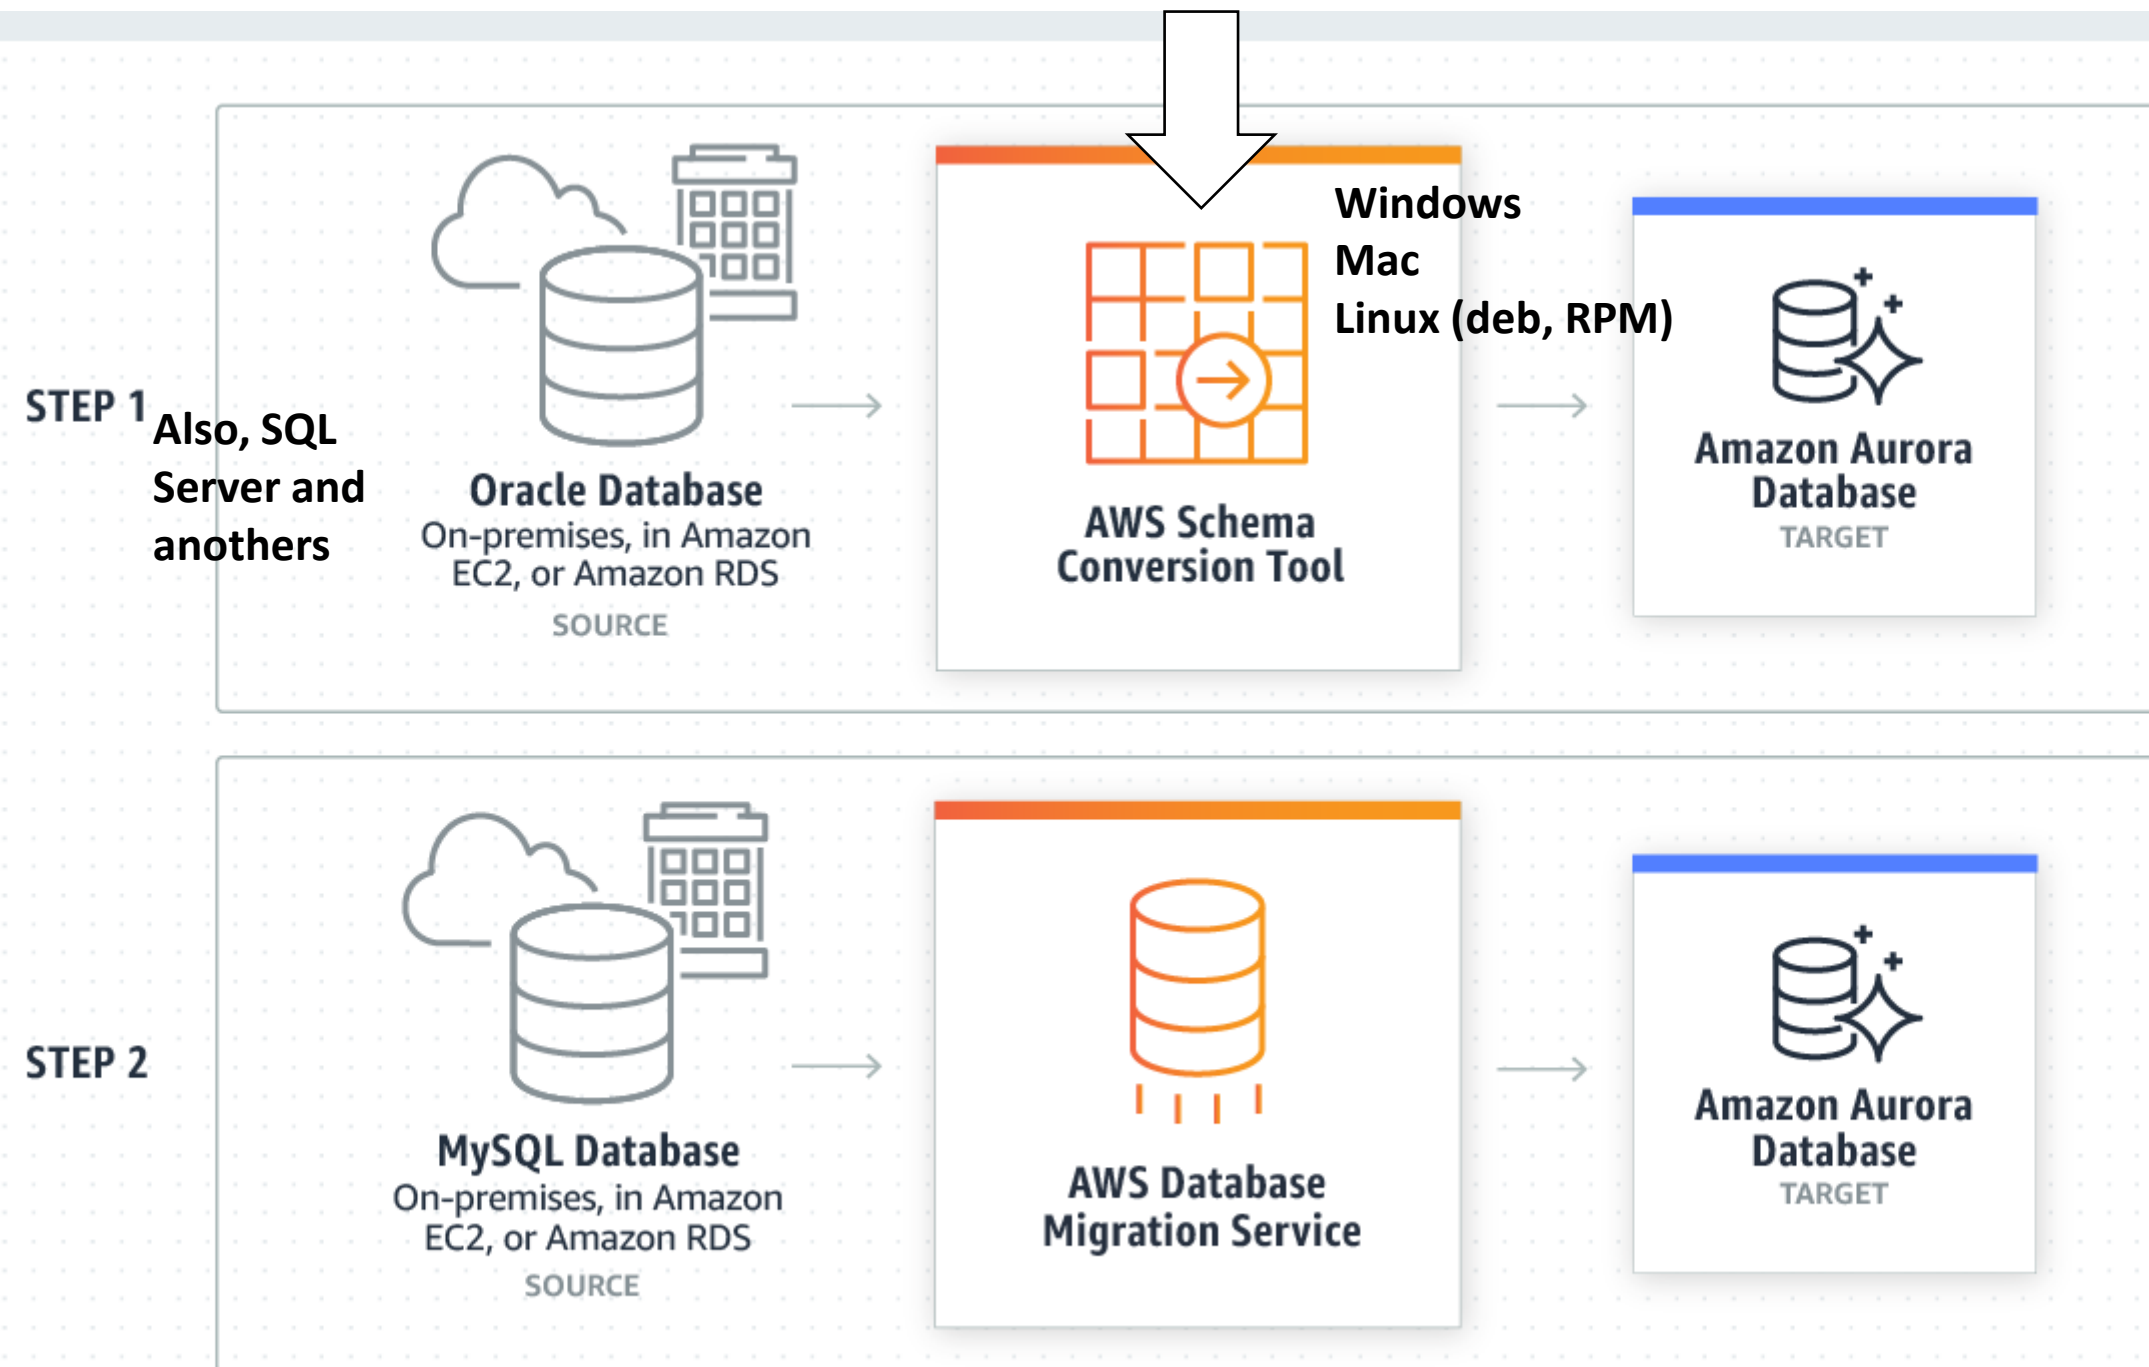 STEP 1
Also, SQL
Server and
anothers
Oracle Database
On-premises, in Amazon
EC2, or Amazon RDS
SOURCE
Windows
Mac
Linux (deb, RPM)
AWS Schema
Conversion Tool
Amazon Aurora
Database
TARGET
STEP 2
MySQL Database
On-premises, in Amazon
EC2, or Amazon RDS
SOURCE
AWS Database
Migration Service
Amazon Aurora
Database
TARGET